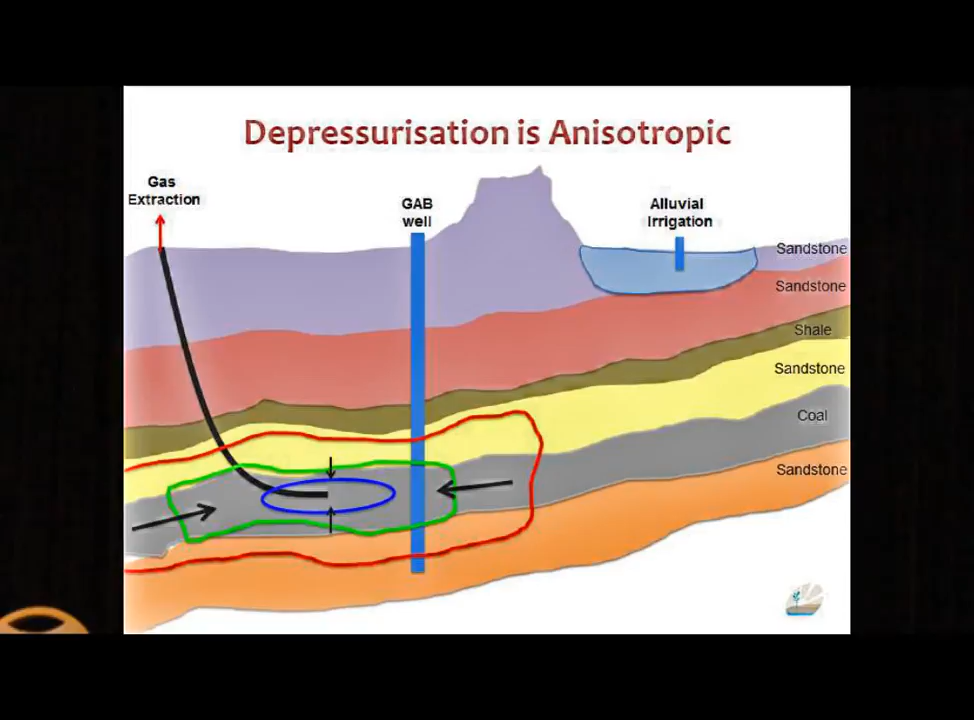 Depressurisation is Anisotropic
Gas
Extraction
GAB
well
Alluvial
Irrigation
Sandstone
Sandstone
Shale
Sandstone
Coal
Sandstone